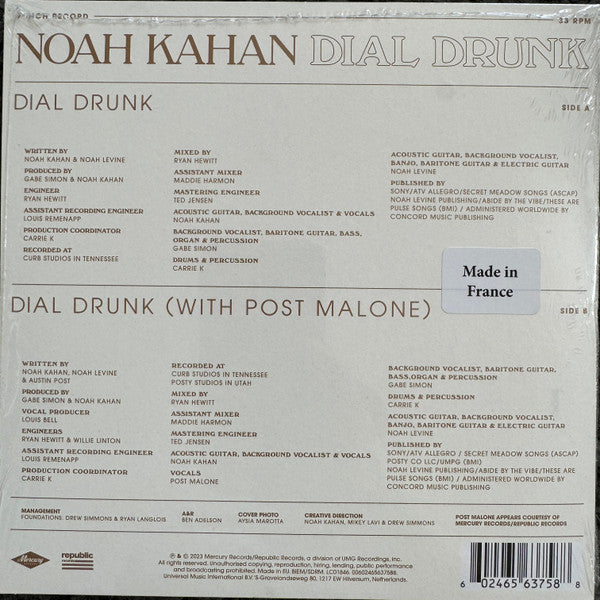 7-INCH RECORD
33 RPM
NOAH KAHAN DIAL DRUNK
DIAL DRUNK
SIDE A
WRITTEN BY
NOAH KAHAN & NOAH LEVINE
PRODUCED BY
GABE SIMON & NOAH KAHAN
ENGINEER
RYAN HEWITT
ASSISTANT RECORDING ENGINEER
LOUIS REMENAPP
PRODUCTION COORDINATOR
CARRIE K
RECORDED AT
CURB STUDIOS IN TENNESSEE
MIXED BY
RYAN HEWITT
ASSISTANT MIXER
MADDIE HARMON
MASTERING ENGINEER
TED JENSEN
ACOUSTIC GUITAR, BACKGROUND VOCALIST & VOCALS
NOAH KAHAN
BACKGROUND VOCALIST, BARITONE GUITAR, BASS,
ORGAN & PERCUSSION
GABE SIMON
DRUMS & PERCUSSION
CARRIE K
ACOUSTIC GUITAR, BACKGROUND VOCALIST,
BANJO, BARITONE GUITAR & ELECTRIC GUITAR
NOAH LEVINE
PUBLISHED BY
SONY/ATV ALLEGRO/SECRET MEADOW SONGS (ASCAP)
NOAH LEVINE PUBLISHING/ABIDE BY THE VIBE/THESE ARE
PULSE SONGS (BMI) / ADMINISTERED WORLDWIDE BY
CONCORD MUSIC PUBLISHING
Made in
France
DIAL DRUNK (WITH POST MALONE)
SIDE B
WRITTEN BY
NOAH KAHAN, NOAH LEVINE
& AUSTIN POST
PRODUCED BY
GABE SIMON & NOAH KAHAN
VOCAL PRODUCER
LOUIS BELL
ENGINEERS
RYAN HEWITT & WILLIE LINTON
ASSISTANT RECORDING ENGINEER
LOUIS REMENAPP
PRODUCTION COORDINATOR
CARRIE K
RECORDED AT
CURB STUDIOS IN TENNESSEE
POSTY STUDIOS IN UTAH
MIXED BY
RYAN HEWITT
ASSISTANT MIXER
MADDIE HARMON
MASTERING ENGINEER
TED JENSEN
ACOUSTIC GUITAR, BACKGROUND VOCALIST & VOCALS
NOAH KAHAN
VOCALS
POST MALONE
BACKGROUND VOCALIST, BARITONE GUITAR,
BASS,ORGAN & PERCUSSION
GABE SIMON
DRUMS & PERCUSSION
CARRIE K
ACOUSTIC GUITAR, BACKGROUND VOCALIST,
BANJO, BARITONE GUITAR & ELECTRIC GUITAR
NOAH LEVINE
PUBLISHED BY
SONY/ATV ALLEGRO / SECRET MEADOW SONGS (ASCAP)
POSTY CO LLC/UMPG (BMI)
NOAH LEVINE PUBLISHING/ABIDE BY THE VIBE/THESE ARE
PULSE SONGS (BMI) / ADMINISTERED WORLDWIDE BY
CONCORD MUSIC PUBLISHING
MANAGEMENT
FOUNDATIONS: DREW SIMMONS & RYAN LANGLOIS
A&R
BEN ADELSON
COVER PHOTO
AYSIA MAROTTA
CREATIVE DIRECTION
NOAH KAHAN, MIKEY LAVI & DREW SIMMONS
POST MALONE APPEARS COURTESY OF
MERCURY RECORDS/REPUBLIC RECORDS
Mercury
republic
℗ & © 2023 Mercury Records/Republic Records, a division of UMG Recordings, Inc.
All rights reserved. Unauthorised copying, reproduction, hiring, lending, public performance
and broadcasting prohibited. Made in EU. BIEM/SDRM. LC01846. 00602465637588.
Universal Music International B.V. 'S-Gravelandseweg 80, 1217 EW Hilversum, Netherlands.
6 02465 63758 8